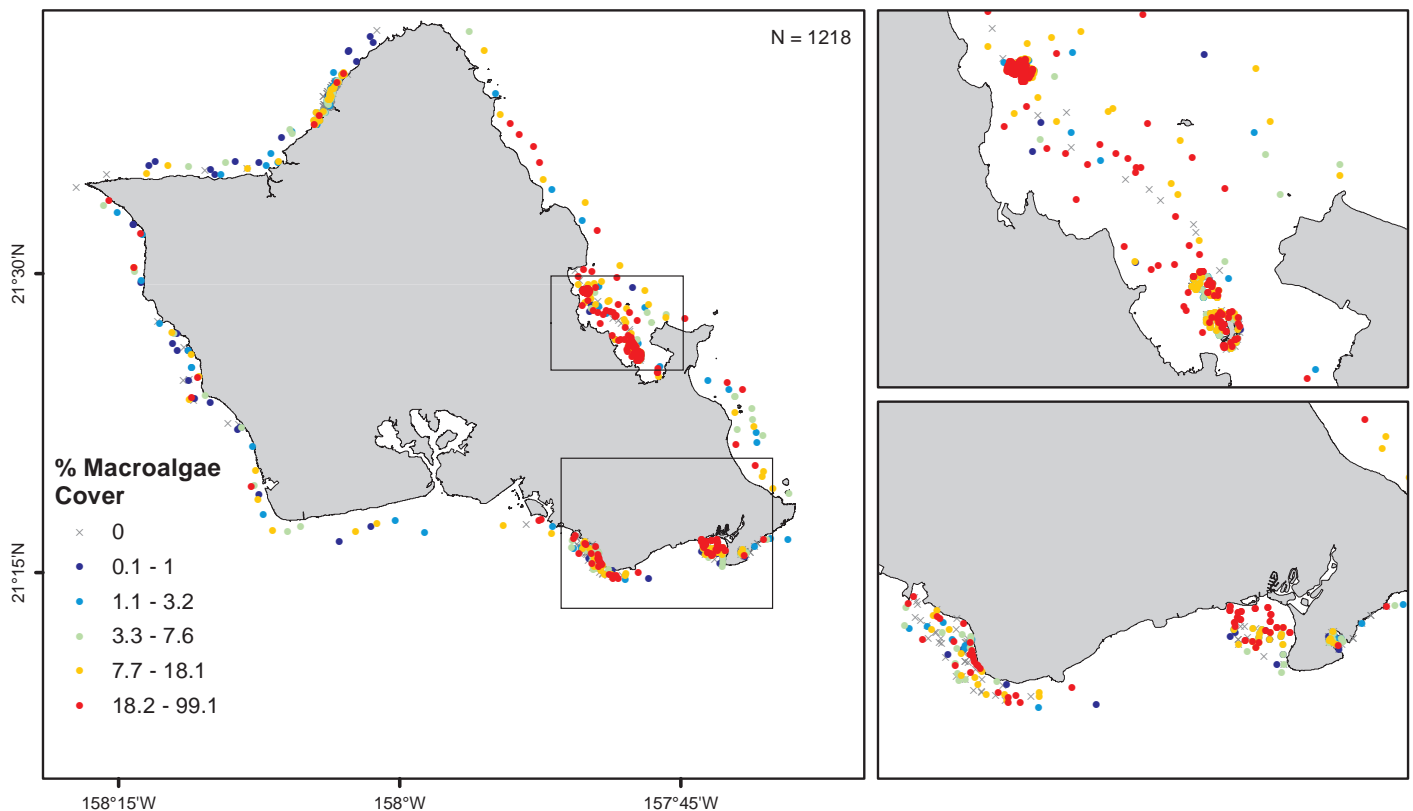 N = 1218
21°30'N
21°15'N
% Macroalgae
Cover
0
0.1 - 1
1.1 - 3.2
3.3 - 7.6
7.7 - 18.1
18.2 - 99.1
158°15'W
158°W
157°45'W